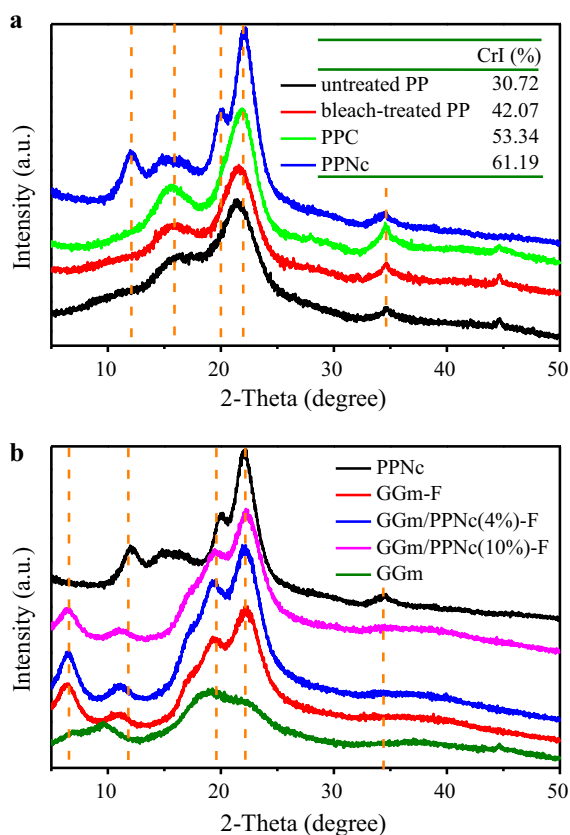 a
CrI (%)
untreated PP 30.72
bleach-treated PP 42.07
PPC 53.34
PPNc 61.19
Intensity (a.u.)
10 20 30 40 50
2-Theta (degree)
b
PPNc
GGm-F
GGm/PPNc(4%)-F
GGm/PPNc(10%)-F
GGm
Intensity (a.u.)
10 20 30 40 50
2-Theta (degree)